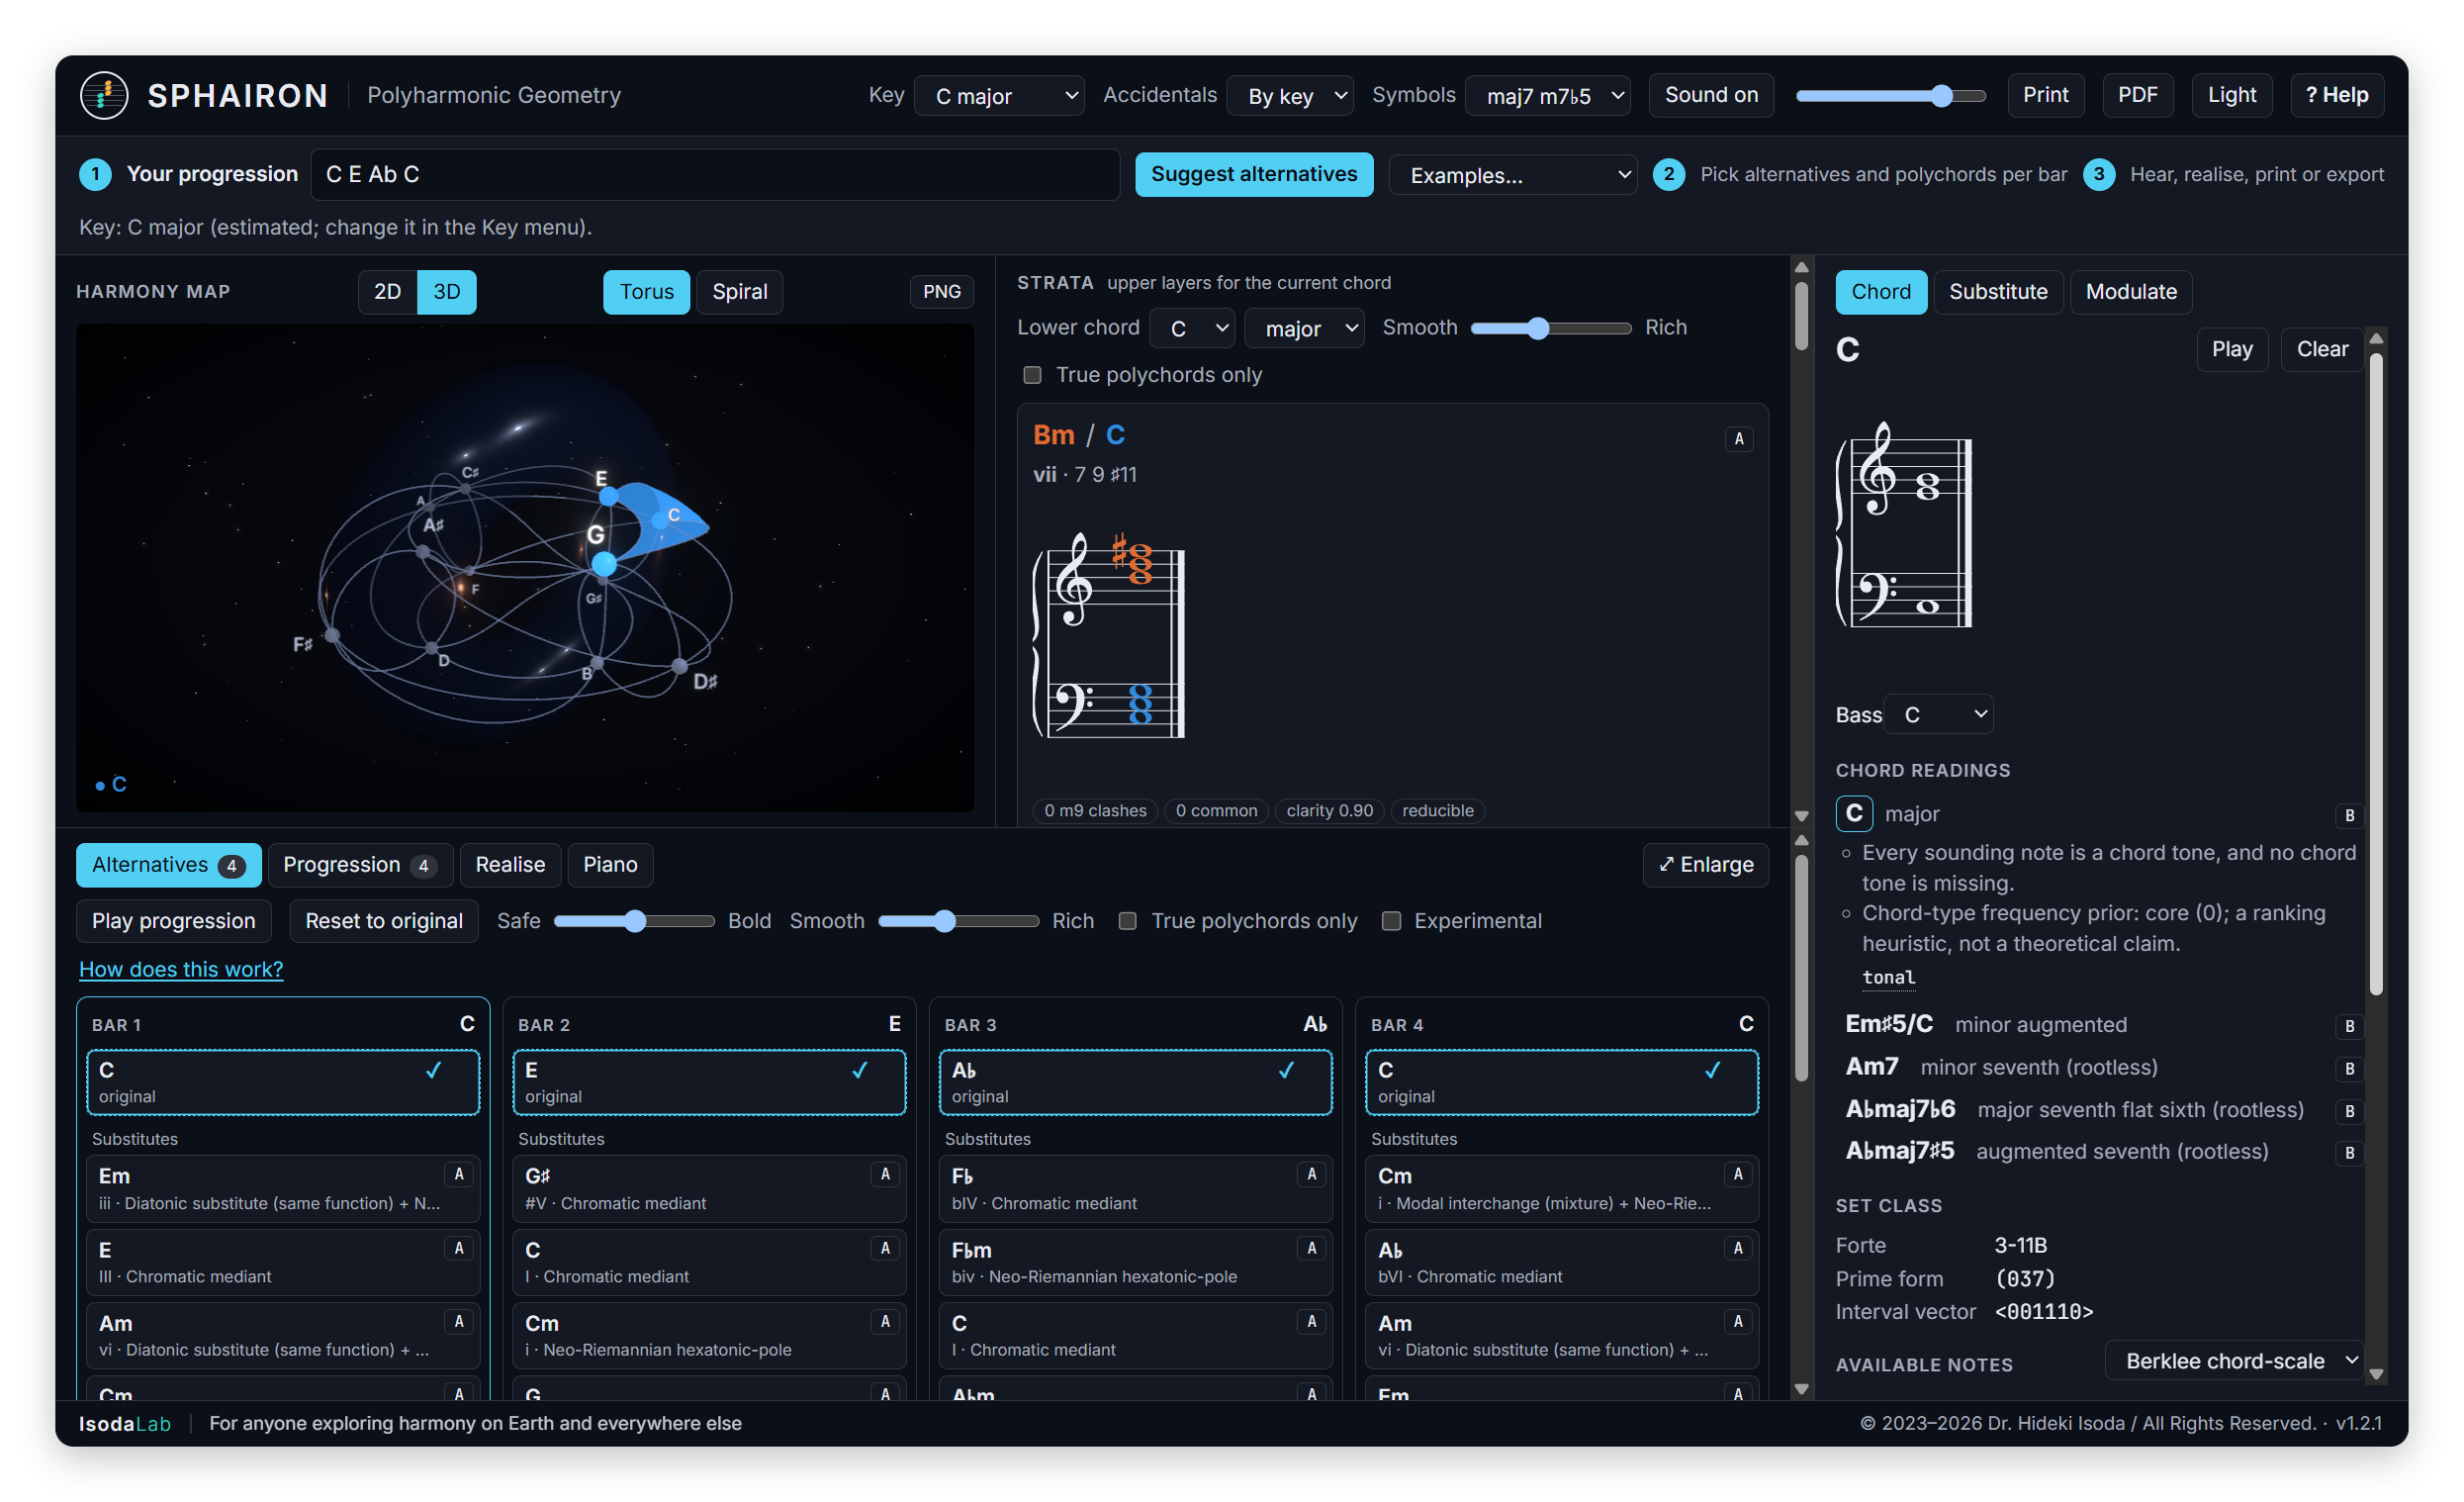 SPHAIRON
Polyharmonic Geometry
Key C major
Accidentals By key
Symbols maj7 m7♭5
Sound on
Print
PDF
Light
? Help
1 Your progression
C E Ab C
Suggest alternatives
Examples...
2 Pick alternatives and polychords per bar
3 Hear, realise, print or export
Key: C major (estimated; change it in the Key menu).
HARMONY MAP
2D 3D
Torus Spiral
PNG
C♯
A
A♯
E
C
G
F
G♯
F♯
D
B
D♯
C
STRATA upper layers for the current chord
Lower chord C major Smooth Rich
True polychords only
Bm / C
A
vii · 7 9 ♯11
0 m9 clashes 0 common clarity 0.90 reducible
Alternatives 4 Progression 4 Realise Piano
⤢ Enlarge
Play progression Reset to original Safe Bold Smooth Rich True polychords only Experimental
How does this work?
BAR 1 C
C ✓
original
Substitutes
Em A
iii · Diatonic substitute (same function) + N...
E A
III · Chromatic mediant
Am A
vi · Diatonic substitute (same function) + ...
Cm A
BAR 2 E
E ✓
original
Substitutes
G♯ A
#V · Chromatic mediant
C A
I · Chromatic mediant
Cm A
i · Neo-Riemannian hexatonic-pole
G A
BAR 3 A♭
A♭ ✓
original
Substitutes
F♭ A
bIV · Chromatic mediant
F♭m A
biv · Neo-Riemannian hexatonic-pole
C A
I · Chromatic mediant
A♭m A
BAR 4 C
C ✓
original
Substitutes
Cm A
i · Modal interchange (mixture) + Neo-Rie...
A♭ A
bVI · Chromatic mediant
Am A
vi · Diatonic substitute (same function) + ...
Em A
Chord Substitute Modulate
C
Play Clear
Bass C
CHORD READINGS
C major B
Every sounding note is a chord tone, and no chord
tone is missing.
Chord-type frequency prior: core (0); a ranking
heuristic, not a theoretical claim.
tonal
Em♯5/C minor augmented B
Am7 minor seventh (rootless) B
A♭maj7♭6 major seventh flat sixth (rootless) B
A♭maj7♯5 augmented seventh (rootless) B
SET CLASS
Forte 3-11B
Prime form (037)
Interval vector <001110>
AVAILABLE NOTES Berklee chord-scale
IsodaLab
For anyone exploring harmony on Earth and everywhere else
© 2023–2026 Dr. Hideki Isoda / All Rights Reserved. · v1.2.1